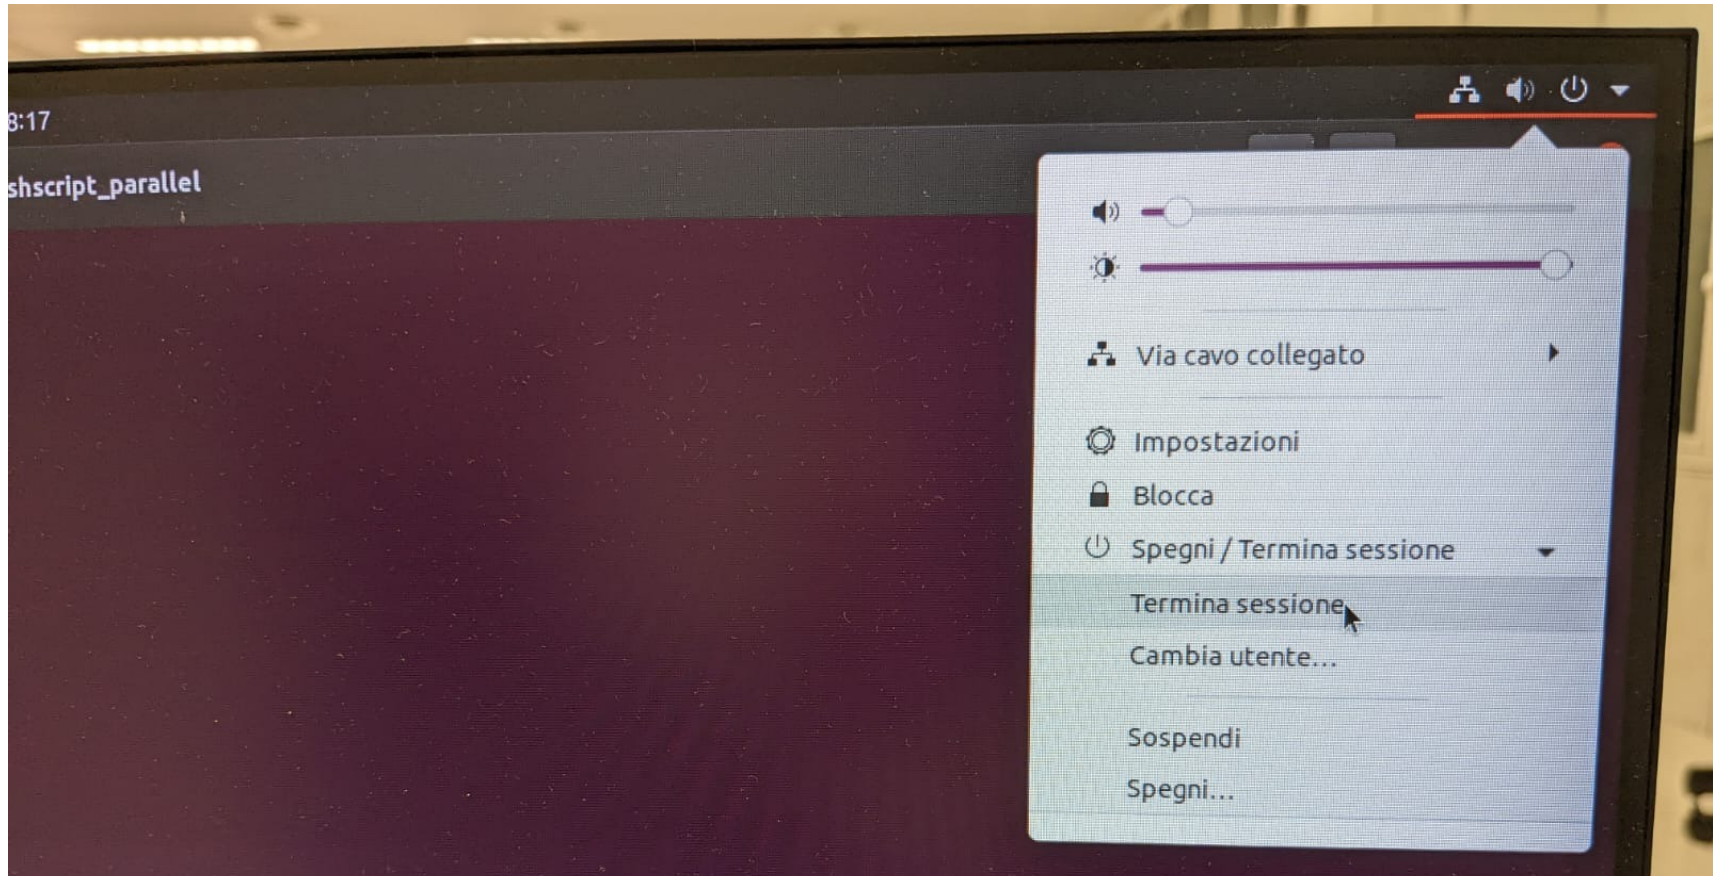 8:17
shscript_parallel
Via cavo collegato
Impostazioni
Blocca
Spegni / Termina sessione
Termina sessione
Cambia utente...
Sospendi
Spegni...